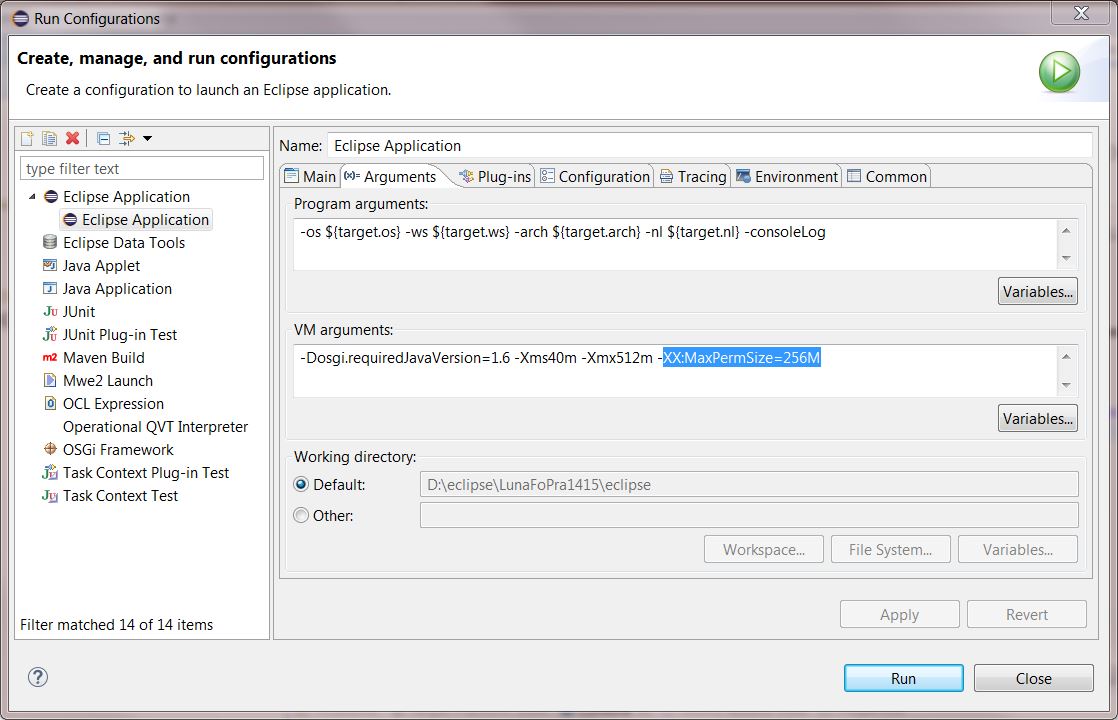 Run Configurations
Create, manage, and run configurations
Create a configuration to launch an Eclipse application.
type filter text
Eclipse Application
Eclipse Application
Eclipse Data Tools
Java Applet
Java Application
JUnit
JUnit Plug-in Test
Maven Build
Mwe2 Launch
OCL Expression
Operational QVT Interpreter
OSGi Framework
Task Context Plug-in Test
Task Context Test
Filter matched 14 of 14 items
Name: Eclipse Application
Main Arguments Plug-ins Configuration Tracing Environment Common
Program arguments:
-os ${target.os} -ws ${target.ws} -arch ${target.arch} -nl ${target.nl} -consoleLog
Variables...
VM arguments:
-Dosgi.requiredJavaVersion=1.6 -Xms40m -Xmx512m -XX:MaxPermSize=256M
Variables...
Working directory:
Default: D:\eclipse\LunaFoPra1415\eclipse
Other:
Workspace... File System... Variables...
Apply Revert
Run Close